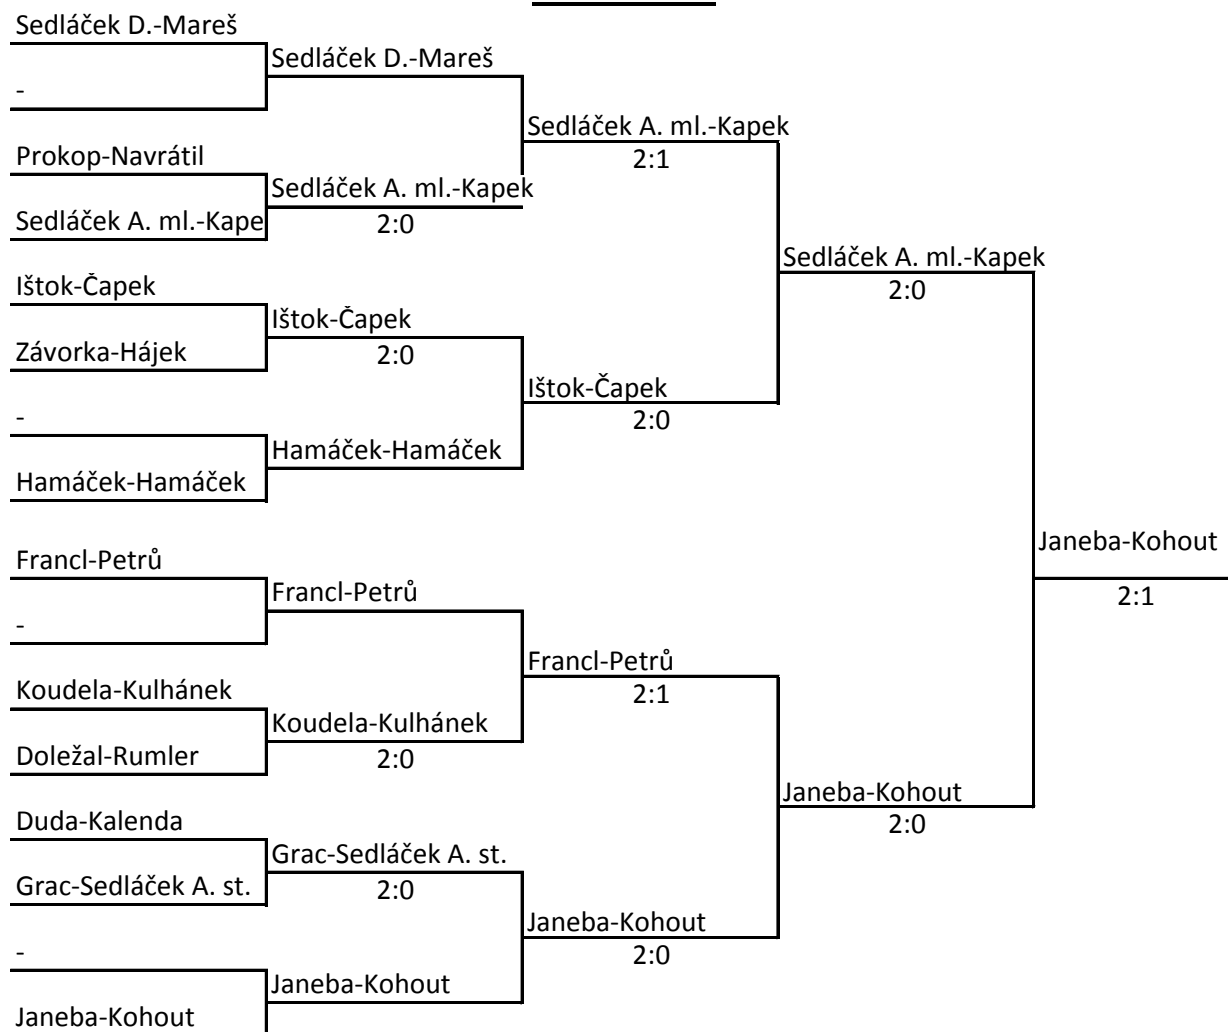 Sedláček D.-Mareš
-
Prokop-Navrátil
Sedláček A. ml.-Kape
Ištok-Čapek
Závorka-Hájek
-
Hamáček-Hamáček
Francl-Petrů
-
Koudela-Kulhánek
Doležal-Rumler
Duda-Kalenda
Grac-Sedláček A. st.
-
Janeba-Kohout
Sedláček D.-Mareš
Sedláček A. ml.-Kapek
2:0
Ištok-Čapek
2:0
Hamáček-Hamáček
Francl-Petrů
Koudela-Kulhánek
2:0
Grac-Sedláček A. st.
2:0
Janeba-Kohout
Sedláček A. ml.-Kapek
2:1
Ištok-Čapek
2:0
Francl-Petrů
2:1
Janeba-Kohout
2:0
Sedláček A. ml.-Kapek
2:0
Janeba-Kohout
2:0
Janeba-Kohout
2:1